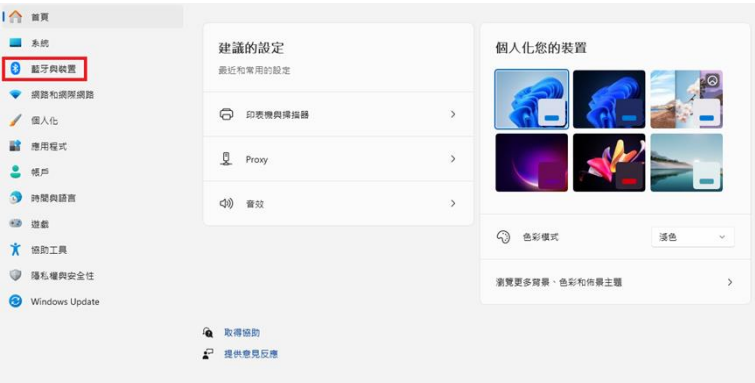 首頁
系統
藍牙與裝置
網路和網際網路
個人化
應用程式
帳戶
時間與語言
遊戲
協助工具
隱私權與安全性
Windows Update
建議的設定
最近和常用的設定
印表機與掃描器
Proxy
音效
取得協助
提供意見反應
個人化您的裝置
色彩模式
淺色
瀏覽更多背景、色彩和佈景主題